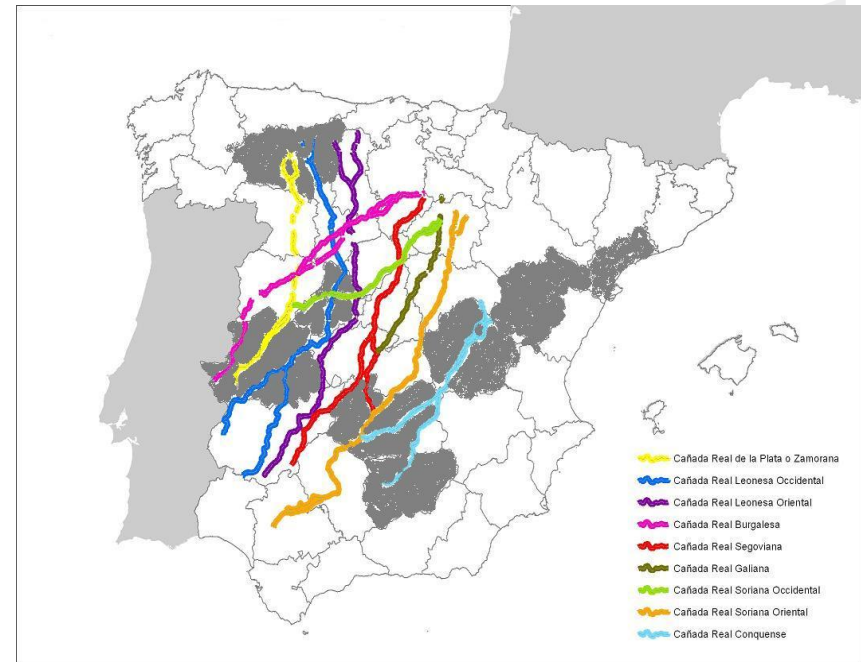 Cañada Real de la Plata o Zamorana
Cañada Real Leonesa Occidental
Cañada Real Leonesa Oriental
Cañada Real Burgalesa
Cañada Real Segoviana
Cañada Real Galiana
Cañada Real Soriana Occidental
Cañada Real Soriana Oriental
Cañada Real Conquense